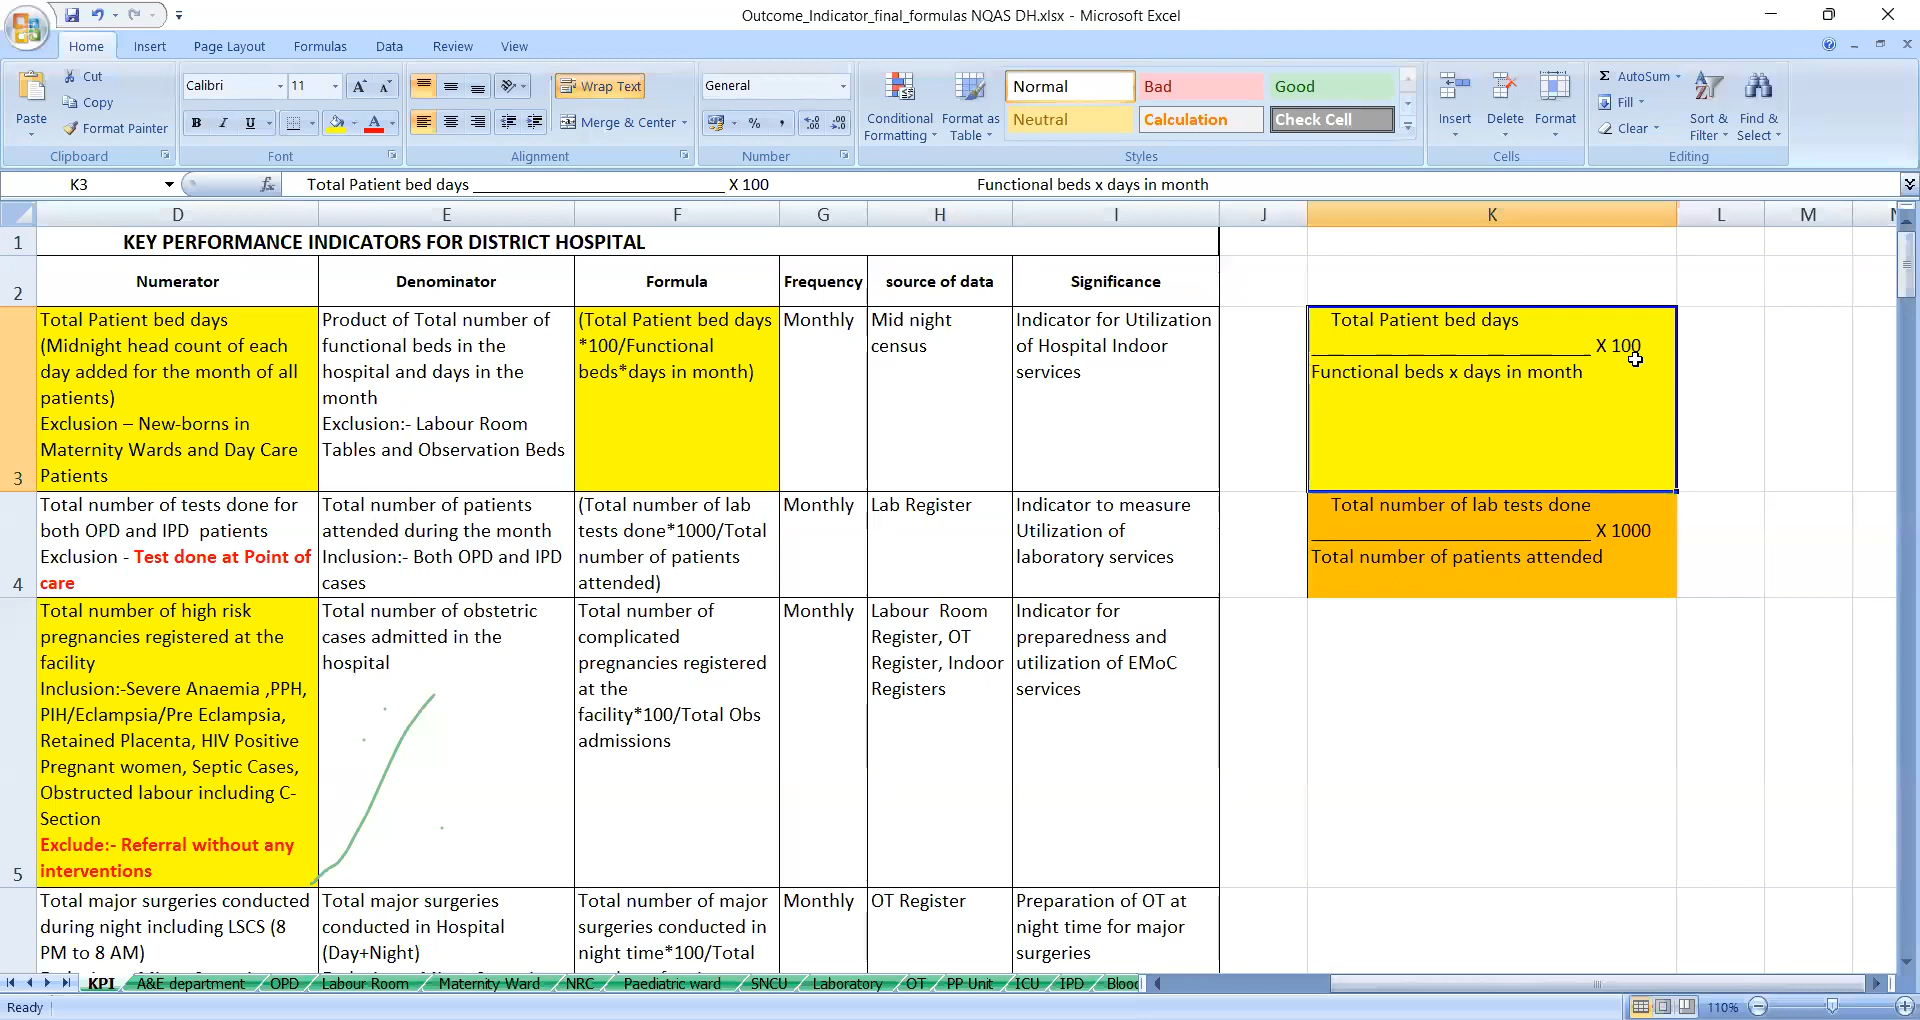 Outcome_Indicator_final_formulas NQAS DH.xlsx - Microsoft Excel
Home Insert Page Layout Formulas Data Review View
Paste
Cut
Copy
Format Painter
Clipboard
Calibri 11
B I U
Font
Wrap Text
Merge & Center
Alignment
General
%
Number
Conditional Formatting
Format as Table
Normal Bad Good
Neutral Calculation Check Cell
Styles
Insert Delete Format
Cells
AutoSum
Fill
Clear
Sort & Filter
Find & Select
Editing
K3 fx Total Patient bed days ______________________________ X 100 Functional beds x days in month
D E F G H I J K L M
1 KEY PERFORMANCE INDICATORS FOR DISTRICT HOSPITAL
2 Numerator Denominator Formula Frequency source of data Significance
3
Total Patient bed days
(Midnight head count of each
day added for the month of all
patients)
Exclusion – New-borns in
Maternity Wards and Day Care
Patients
Product of Total number of
functional beds in the
hospital and days in the
month
Exclusion:- Labour Room
Tables and Observation Beds
(Total Patient bed days
*100/Functional
beds*days in month)
Monthly
Mid night
census
Indicator for Utilization
of Hospital Indoor
services
Total Patient bed days
______________________________ X 100
Functional beds x days in month
4
Total number of tests done for
both OPD and IPD patients
Exclusion - Test done at Point of
care
Total number of patients
attended during the month
Inclusion:- Both OPD and IPD
cases
(Total number of lab
tests done*1000/Total
number of patients
attended)
Monthly
Lab Register
Indicator to measure
Utilization of
laboratory services
Total number of lab tests done
______________________________ X 1000
Total number of patients attended
5
Total number of high risk
pregnancies registered at the
facility
Inclusion:-Severe Anaemia ,PPH,
PIH/Eclampsia/Pre Eclampsia,
Retained Placenta, HIV Positive
Pregnant women, Septic Cases,
Obstructed labour including C-
Section
Exclude:- Referral without any
interventions
Total number of obstetric
cases admitted in the
hospital
Total number of
complicated
pregnancies registered
at the
facility*100/Total Obs
admissions
Monthly
Labour Room
Register, OT
Register, Indoor
Registers
Indicator for
preparedness and
utilization of EMoC
services
Total major surgeries conducted
during night including LSCS (8
PM to 8 AM)
Total major surgeries
conducted in Hospital
(Day+Night)
Total number of major
surgeries conducted in
night time*100/Total
Monthly
OT Register
Preparation of OT at
night time for major
surgeries
KPI A&E department OPD Labour Room Maternity Ward NRC Paediatric ward SNCU Laboratory OT PP Unit ICU IPD Blood
Ready 110%